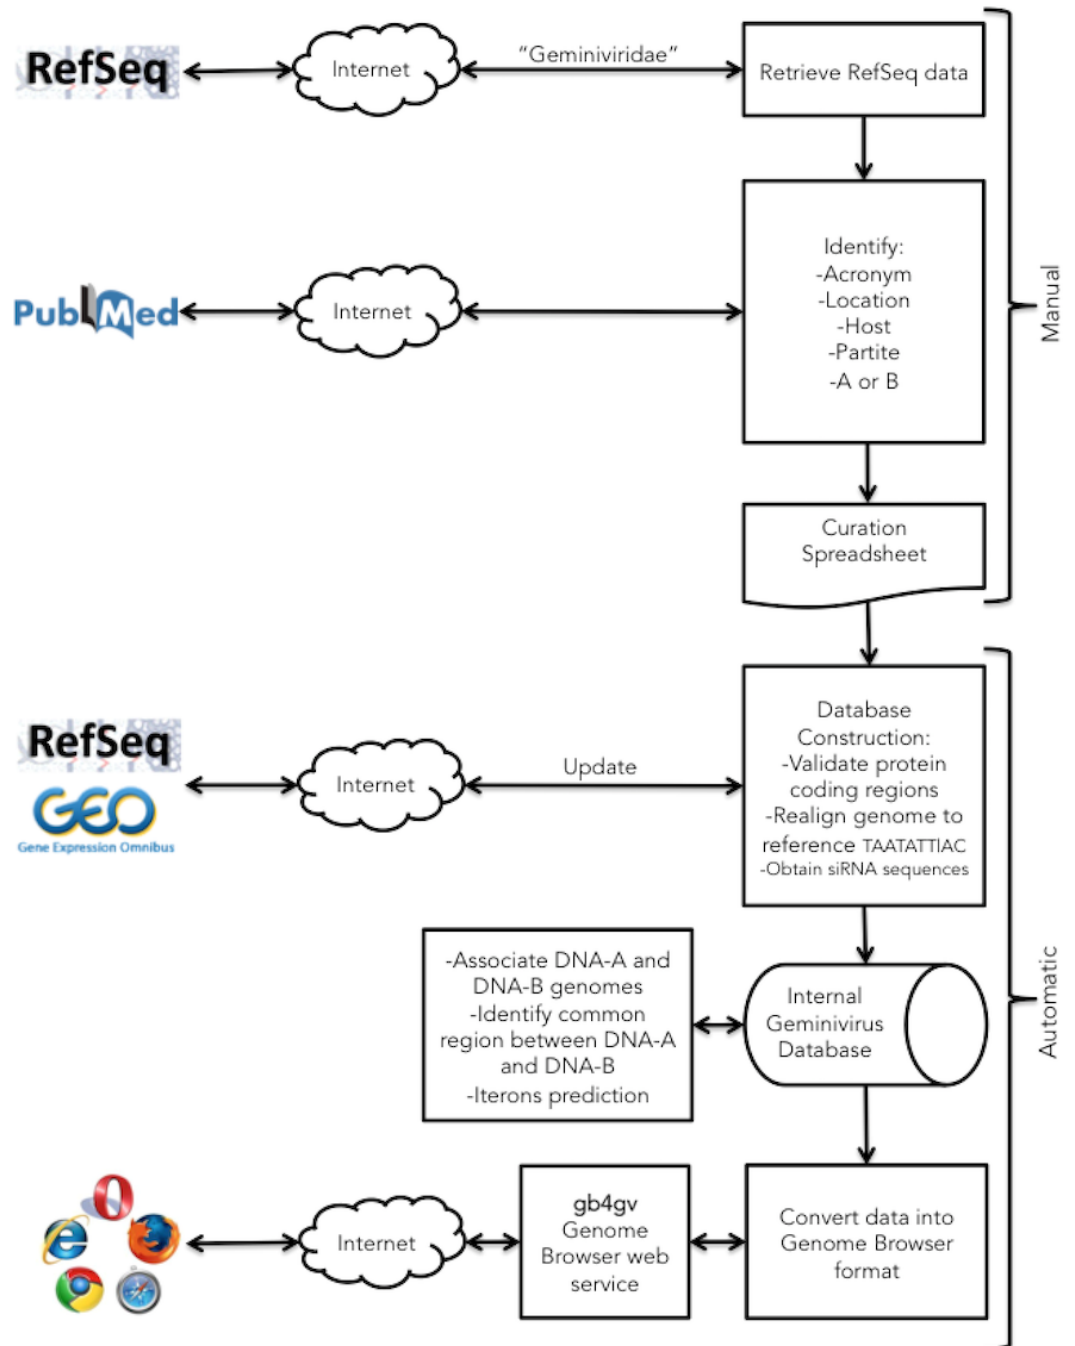 RefSeq
Internet
“Geminiviridae”
Retrieve RefSeq data
PubMed
Internet
Identify:
-Acronym
-Location
-Host
-Partite
-A or B
Manual
Curation
Spreadsheet
RefSeq
GEO
Gene Expression Omnibus
Internet
Update
Database
Construction:
-Validate protein
coding regions
-Realign genome to
reference TAATATTIAC
-Obtain siRNA sequences
-Associate DNA-A and
DNA-B genomes
-Identify common
region between DNA-A
and DNA-B
-Iterons prediction
Internal
Geminivirus
Database
Automatic
Internet
gb4gv
Genome
Browser web
service
Convert data into
Genome Browser
format